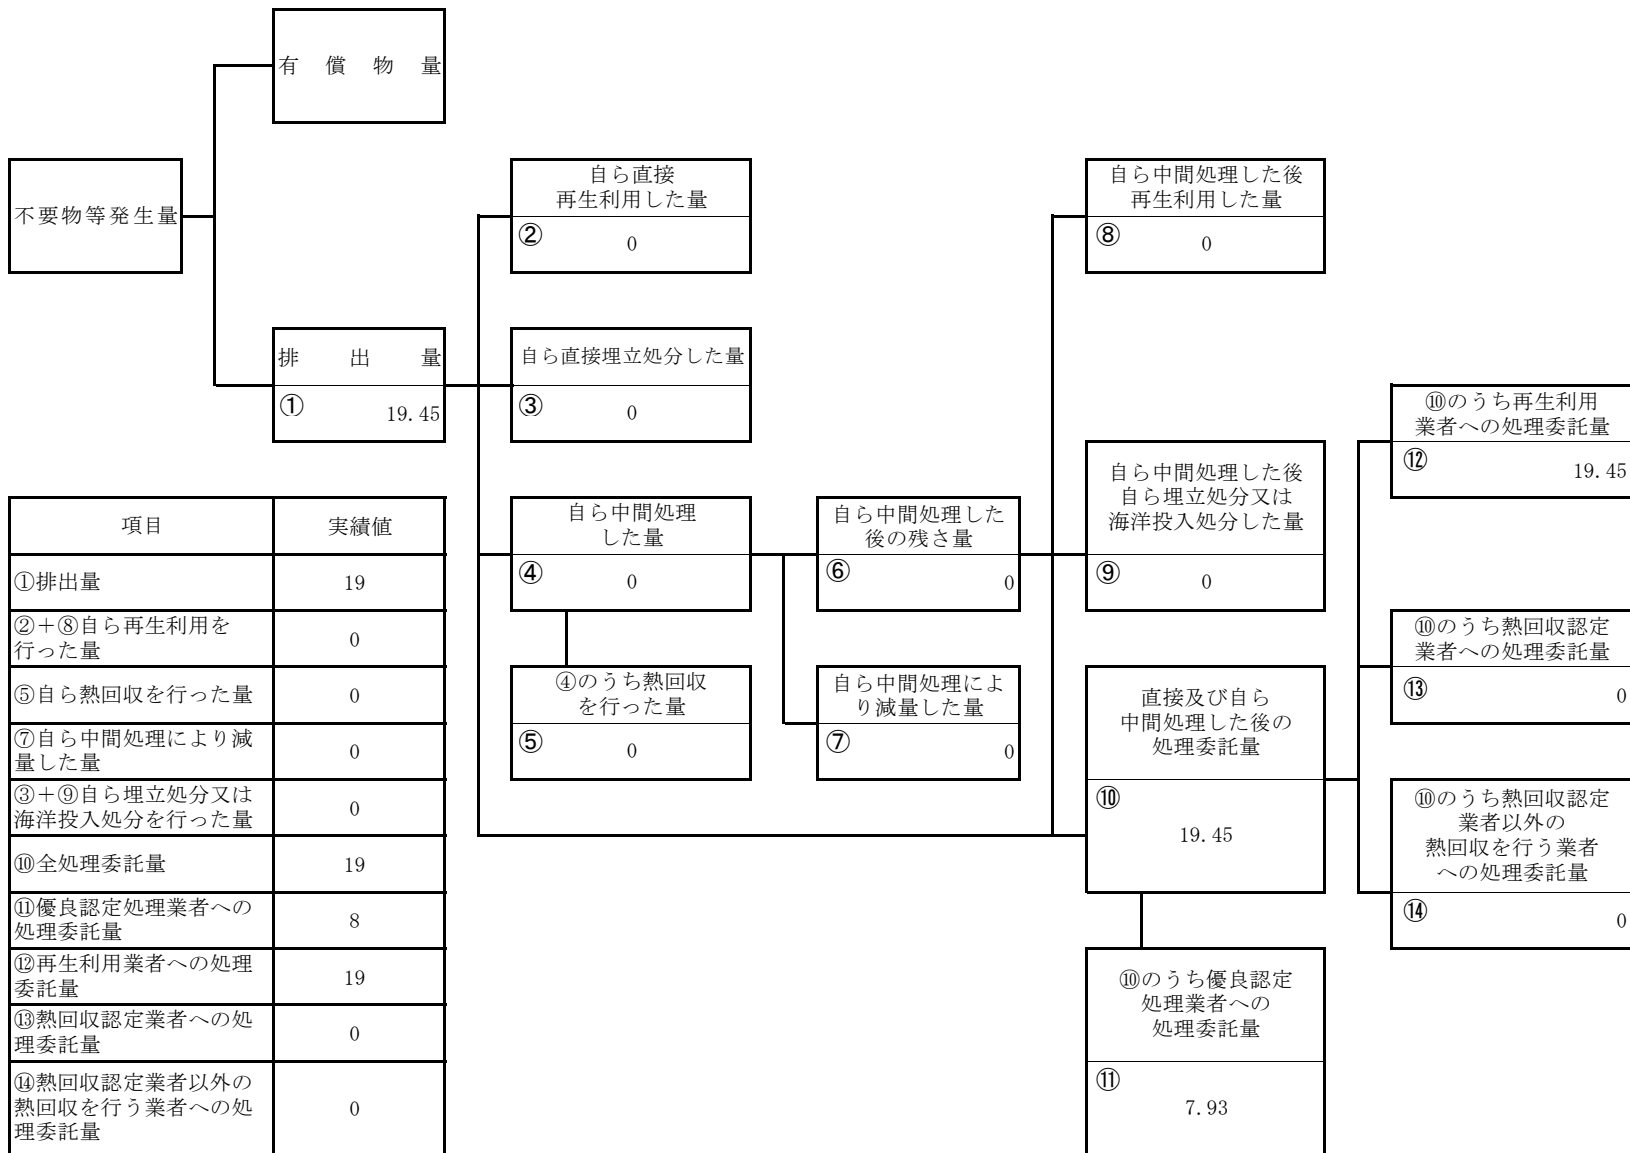 有償物量
不要物等発生量
自ら直接
再生利用した量
② 0
自ら中間処理した後
再生利用した量
⑧ 0
排出量
① 19.45
自ら直接埋立処分した量
③ 0
⑩のうち再生利用
業者への処理委託量
⑫ 19.45
自ら中間処理した後
自ら埋立処分又は
海洋投入処分した量
⑨ 0
自ら中間処理
した量
④ 0
自ら中間処理した
後の残さ量
⑥ 0
④のうち熱回収
を行った量
⑤ 0
自ら中間処理によ
り減量した量
⑦ 0
⑩のうち熱回収認定
業者への処理委託量
⑬ 0
直接及び自ら
中間処理した後の
処理委託量
⑩
19.45
⑩のうち熱回収認定
業者以外の
熱回収を行う業者
への処理委託量
⑭ 0
⑩のうち優良認定
処理業者への
処理委託量
⑪
7.93
項目 実績値
①排出量 19
②+⑧自ら再生利用を
行った量 0
⑤自ら熱回収を行った量 0
⑦自ら中間処理により減
量した量 0
③+⑨自ら埋立処分又は
海洋投入処分を行った量 0
⑩全処理委託量 19
⑪優良認定処理業者への
処理委託量 8
⑫再生利用業者への処理
委託量 19
⑬熱回収認定業者への処
理委託量 0
⑭熱回収認定業者以外の
熱回収を行う業者への処
理委託量 0